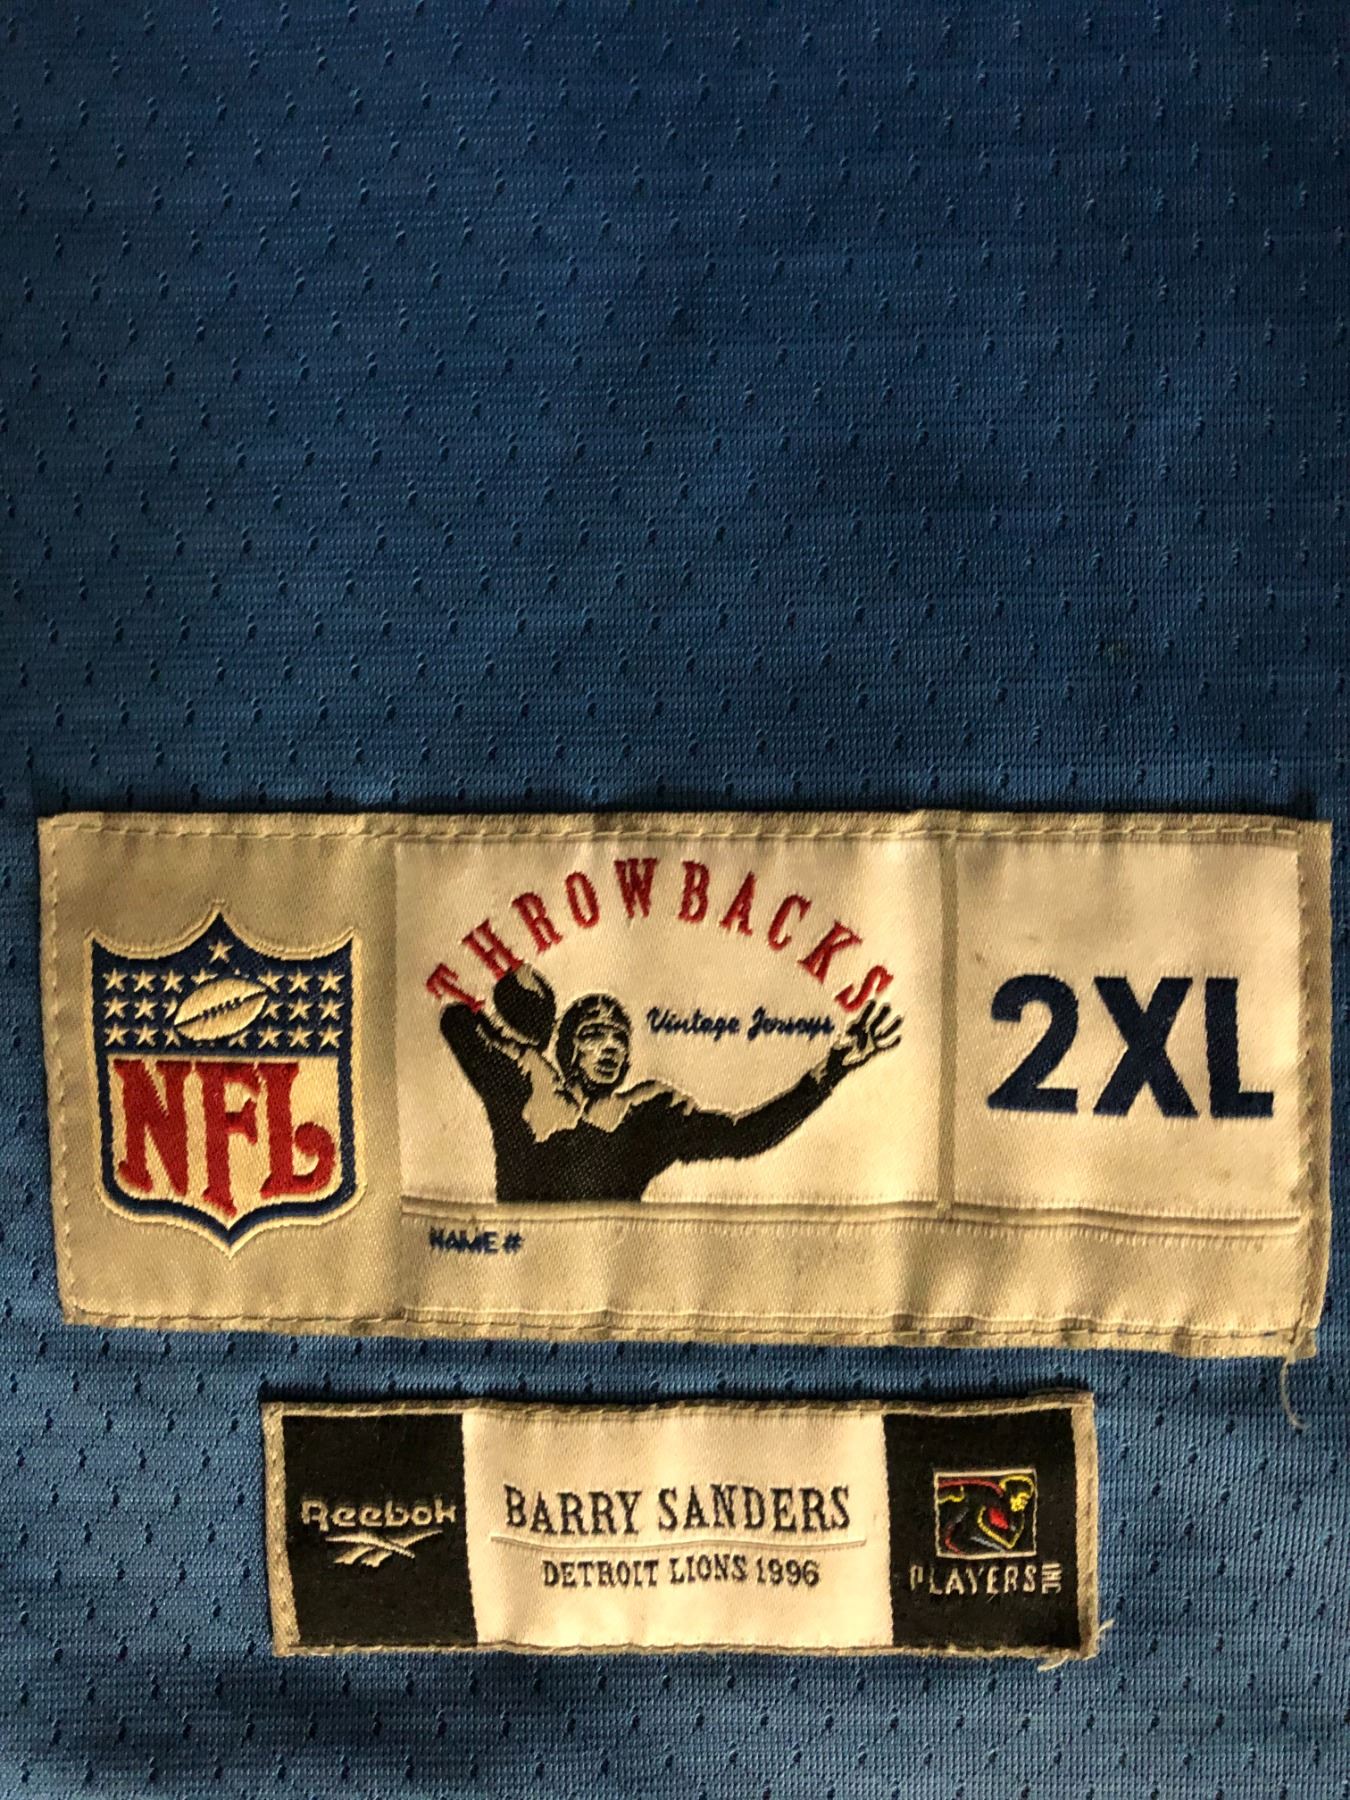 THROWBACKS
Vintage Jerseys
NFL
2XL
NAME #
Reebok
BARRY SANDERS
DETROIT LIONS 1996
PLAYERS INC